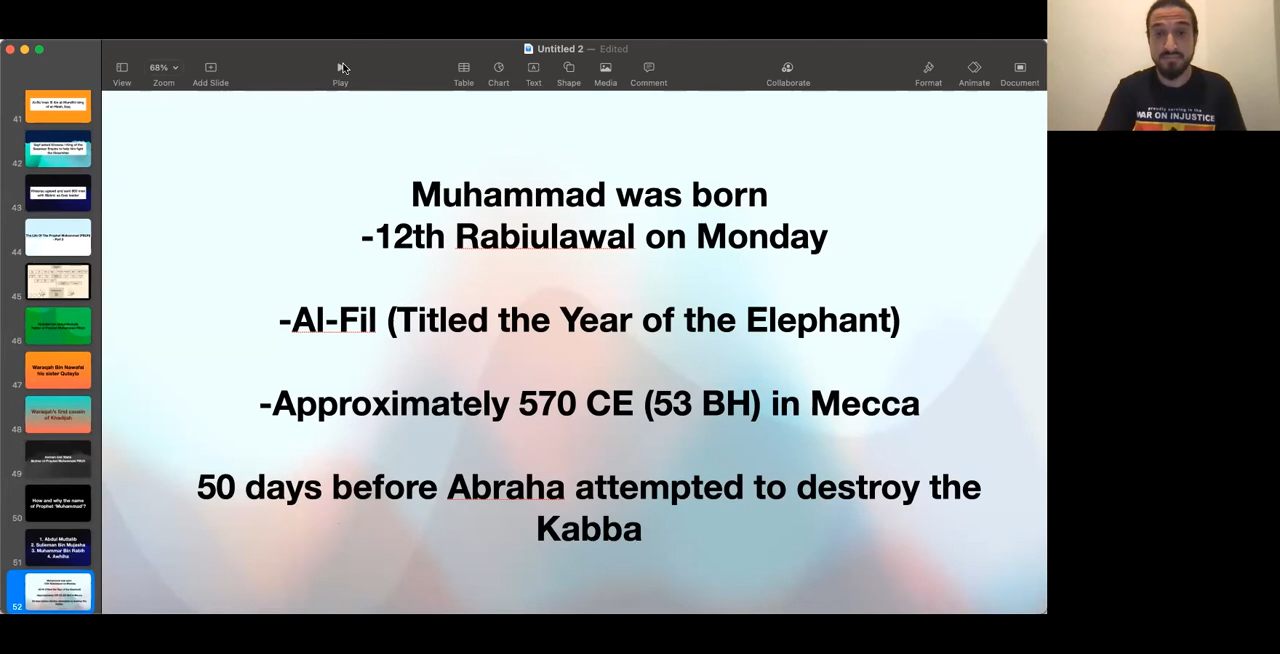 Untitled 2 — Edited
View
68%
Zoom
Add Slide
Play
Table
Chart
Text
Shape
Media
Comment
Collaborate
Format
Animate
Document
Muhammad was born
-12th Rabiulawal on Monday
-Al-Fil (Titled the Year of the Elephant)
-Approximately 570 CE (53 BH) in Mecca
50 days before Abraha attempted to destroy the
Kabba
41
42
43
44
45
46
47
Waraqah Bin Nawafal
his sister Qutayla
48
Waraqah's first cousin
of Khadijah
49
50
How and why the name
of Prophet 'Muhammad'?
51
1. Abdul Muttalib
2. Sulieman Bin Mujasha
3. Muhammar Bin Rabih
4. Awhiha
52
proudly serving in the
WAR ON INJUSTICE